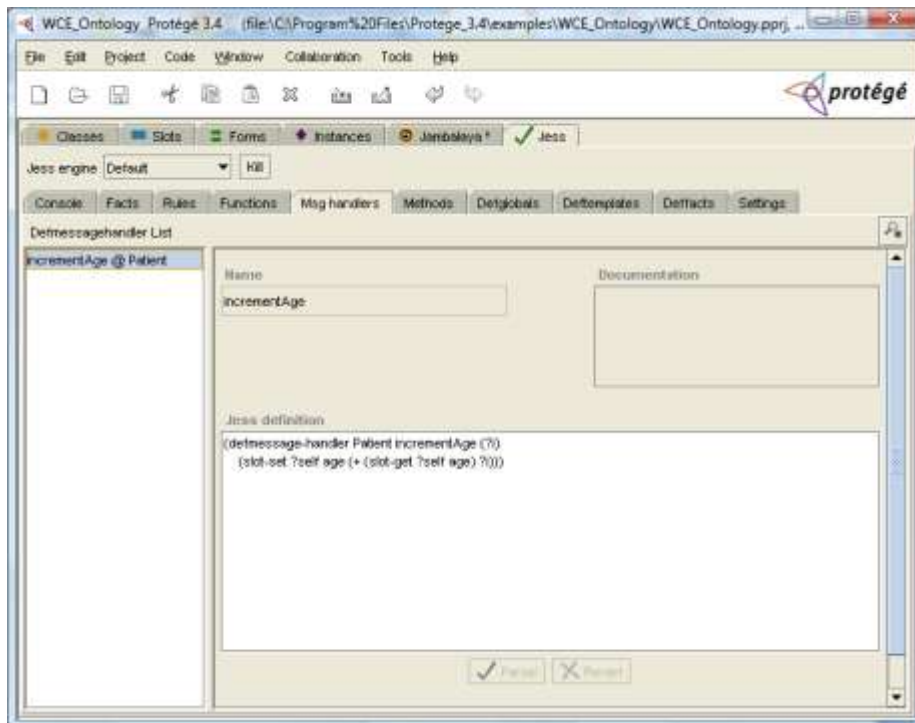 WCE_Ontology Protégé 3.4 (file:\C:\Program%20Files\Protege_3.4\examples\WCE_Ontology\WCE_Ontology.pprj, ...
File Edit Project Code Window Collaboration Tools Help
protégé
Classes Slots Forms Instances Jambalaya * Jess
Jess engine Default Kill
Console Facts Rules Functions Msg handlers Methods Defglobals Deftemplates Deffacts Settings
Defmessagehandler List
incrementAge @ Patient
Name Documentation
incrementAge
Jess definition
(defmessage-handler Patient incrementAge (?i)
(slot-set ?self age (+ (slot-get ?self age) ?i)))
Parse! Revert